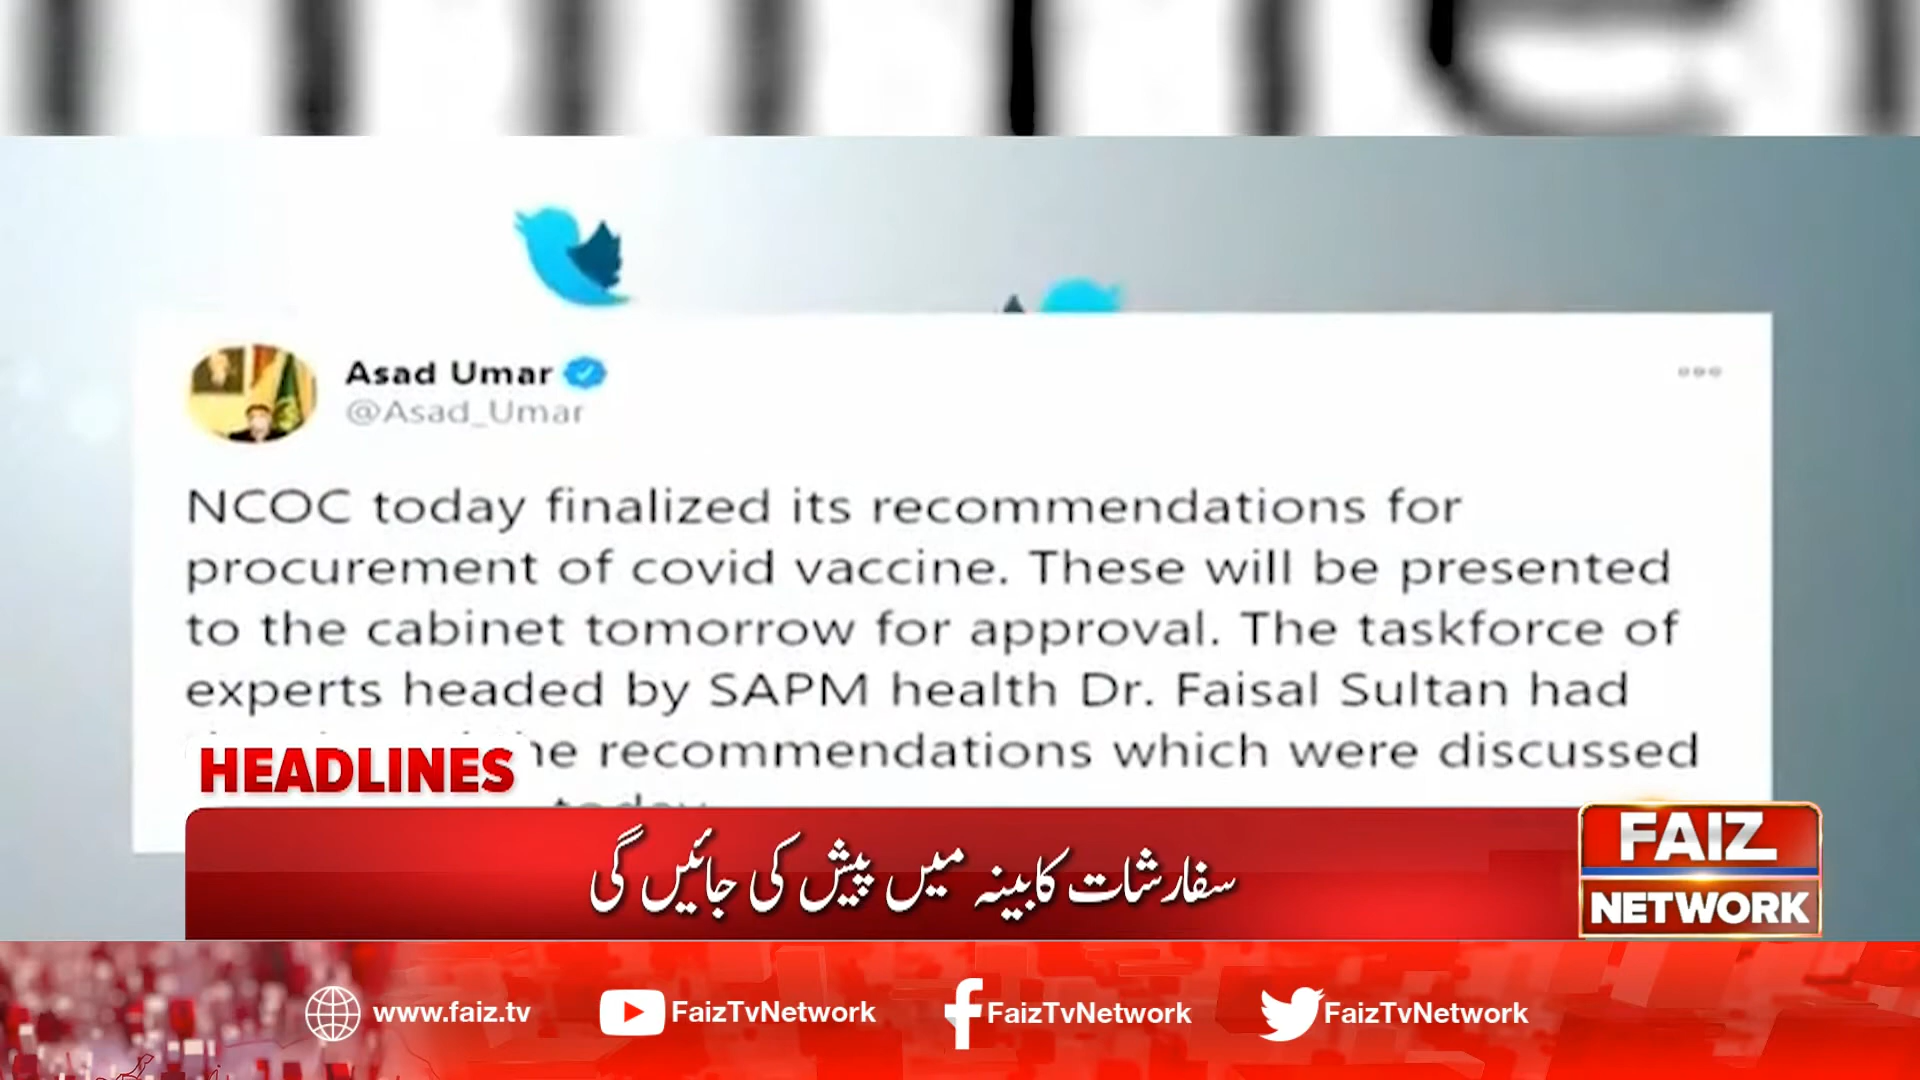 Asad Umar
@Asad_Umar
NCOC today finalized its recommendations for
procurement of covid vaccine. These will be presented
to the cabinet tomorrow for approval. The taskforce of
experts headed by SAPM health Dr. Faisal Sultan had
recommendations which were discussed
today
HEADLINES
سفارشات کابینہ میں پیش کی جائیں گی
FAIZ
NETWORK
www.faiz.tv
FaizTvNetwork
FaizTvNetwork
FaizTvNetwork